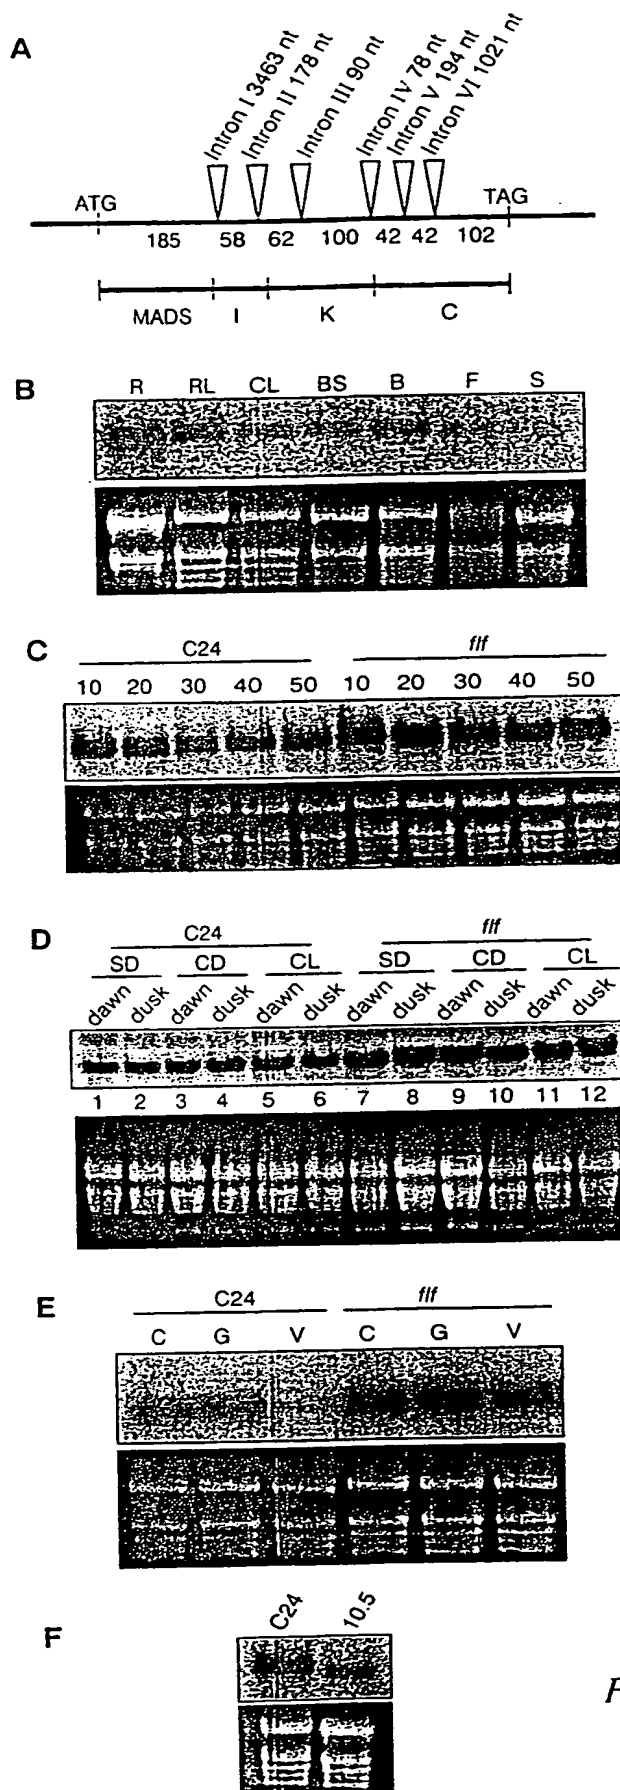 A
Intron I 3463 nt
Intron II 178 nt
Intron III 90 nt
Intron IV 78 nt
Intron V 194 nt
Intron VI 1021 nt
ATG TAG
185 58 62 100 42 42 102
MADS I K C
B
R RL CL BS B F S
C
C24 flf
10 20 30 40 50 10 20 30 40 50
D
C24 flf
SD CD CL SD CD CL
dawn dusk dawn dusk dawn dusk dawn dusk dawn dusk dawn dusk
1 2 3 4 5 6 7 8 9 10 11 12
E
C24 flf
C G V C G V
F
C24 10.5